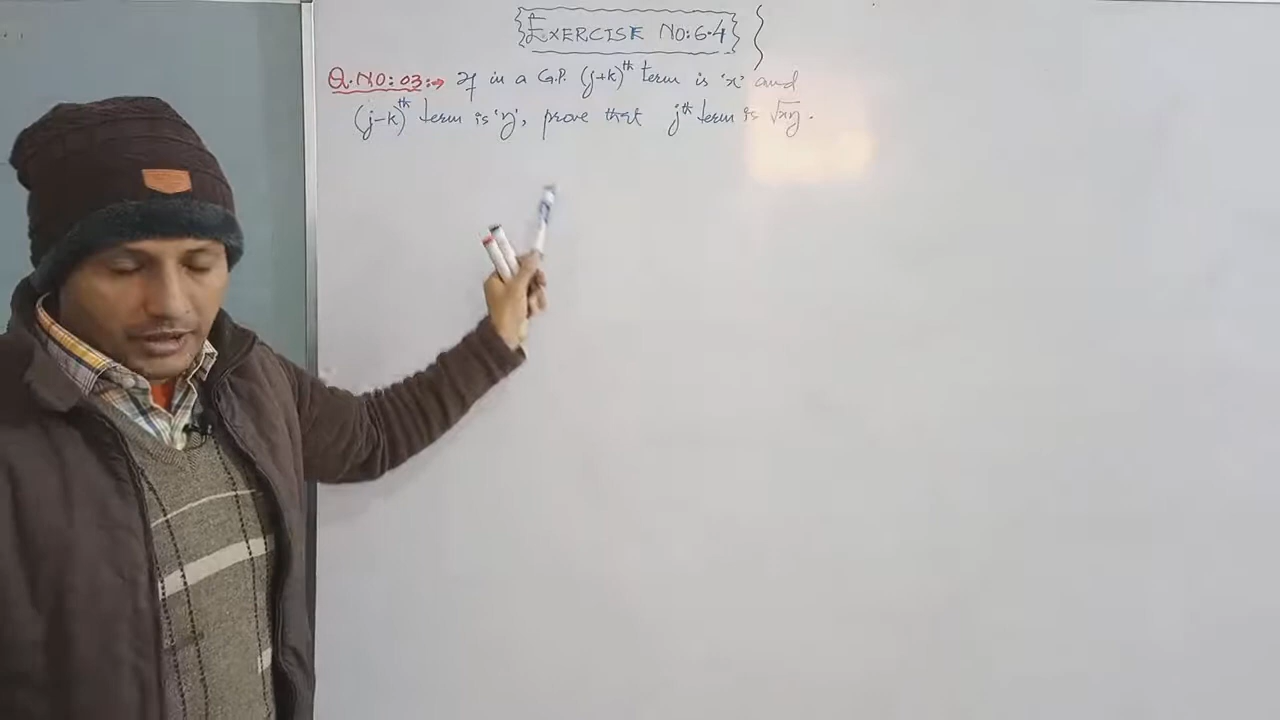 EXERCISE NO:6.4
Q.NO:03:→ If in a G.P. (j+k)th term is 'x' and
(j-k)th term is 'y', prove that jth term is √xy.